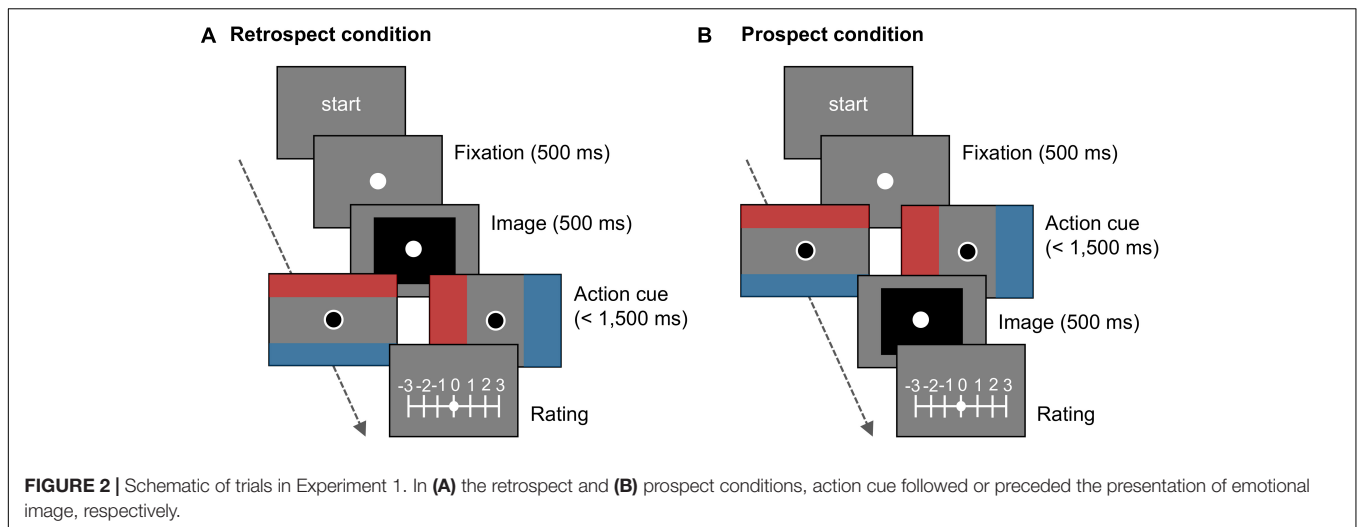 A Retrospect condition
start
Fixation (500 ms)
Image (500 ms)
Action cue
(< 1,500 ms)
-3 -2 -1 0 1 2 3
Rating
B Prospect condition
start
Fixation (500 ms)
Action cue
(< 1,500 ms)
Image (500 ms)
-3 -2 -1 0 1 2 3
Rating
FIGURE 2 | Schematic of trials in Experiment 1. In (A) the retrospect and (B) prospect conditions, action cue followed or preceded the presentation of emotional
image, respectively.